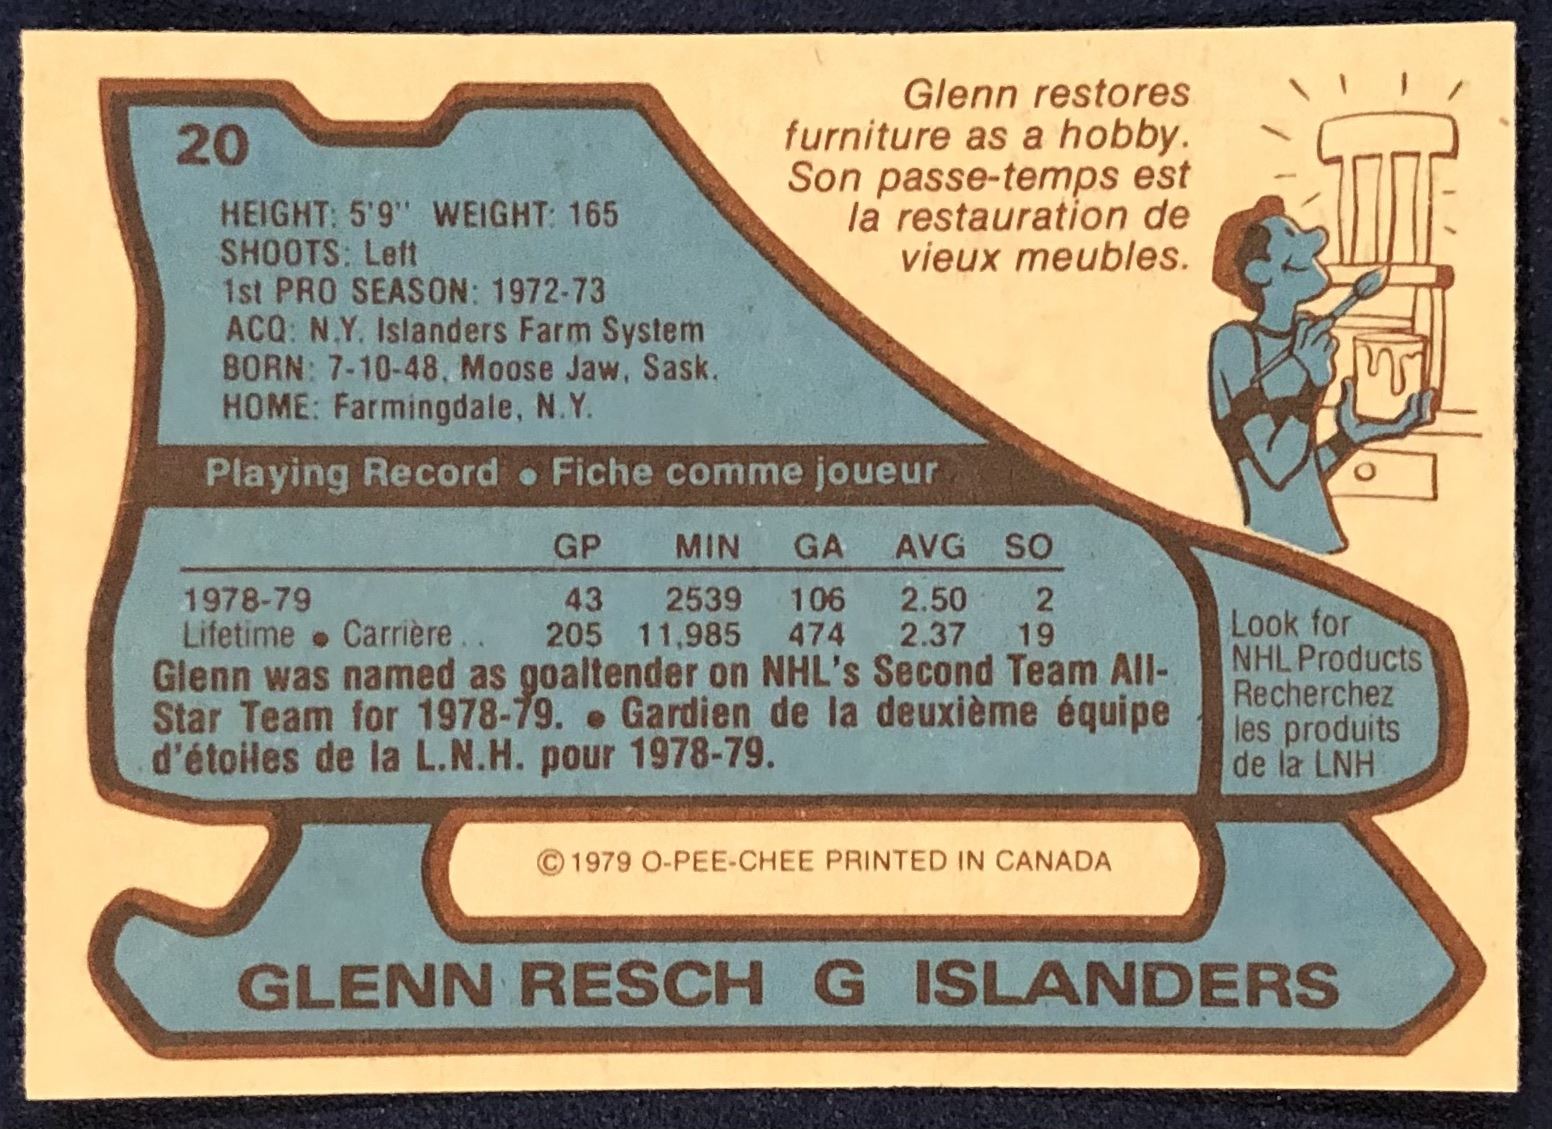 20
Glenn restores
furniture as a hobby.
Son passe-temps est
la restauration de
vieux meubles.
HEIGHT: 5'9" WEIGHT: 165
SHOOTS: Left
1st PRO SEASON: 1972-73
ACQ: N.Y. Islanders Farm System
BORN: 7-10-48, Moose Jaw, Sask.
HOME: Farmingdale, N.Y.
Playing Record • Fiche comme joueur
GP MIN GA AVG SO
1978-79 43 2539 106 2.50 2
Lifetime • Carrière .. 205 11,985 474 2.37 19
Glenn was named as goaltender on NHL's Second Team All-
Star Team for 1978-79. • Gardien de la deuxième équipe
d'étoiles de la L.N.H. pour 1978-79.
Look for
NHL Products
Recherchez
les produits
de la LNH
© 1979 O-PEE-CHEE PRINTED IN CANADA
GLENN RESCH G ISLANDERS